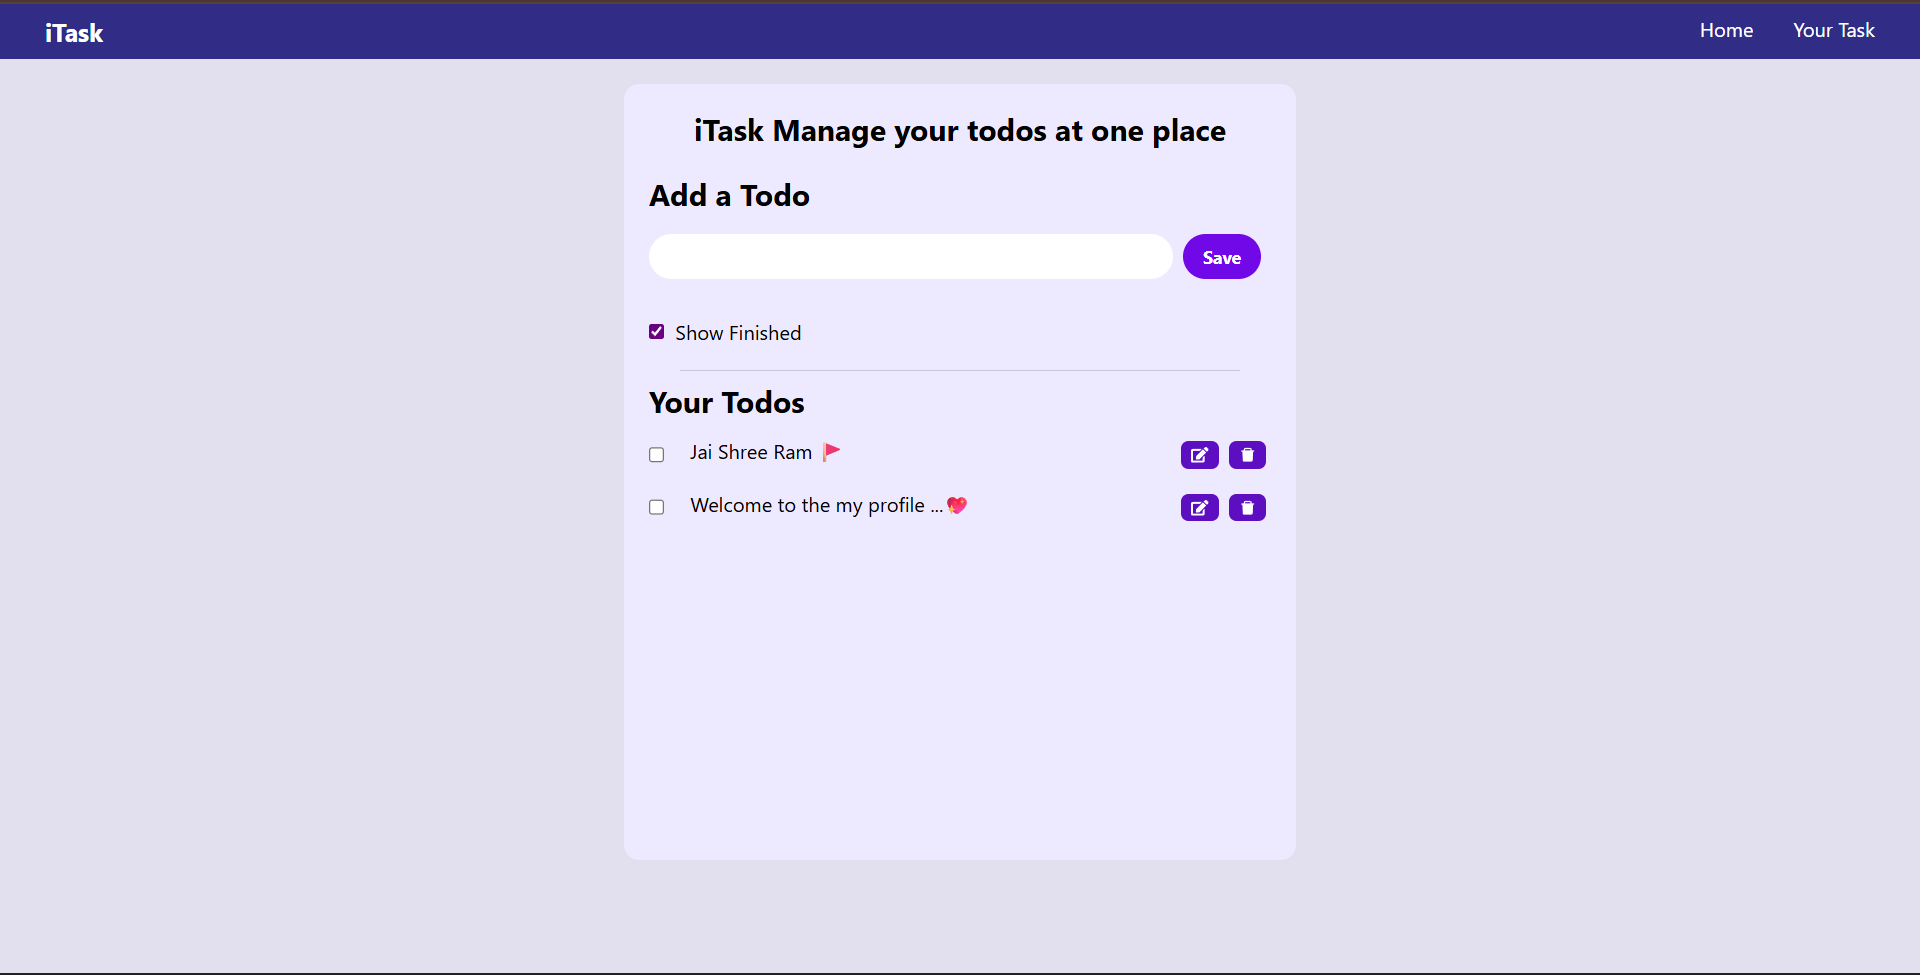 iTask
Home
Your Task
iTask Manage your todos at one place
Add a Todo
Save
Show Finished
Your Todos
Jai Shree Ram 🚩
Welcome to the my profile ...💖